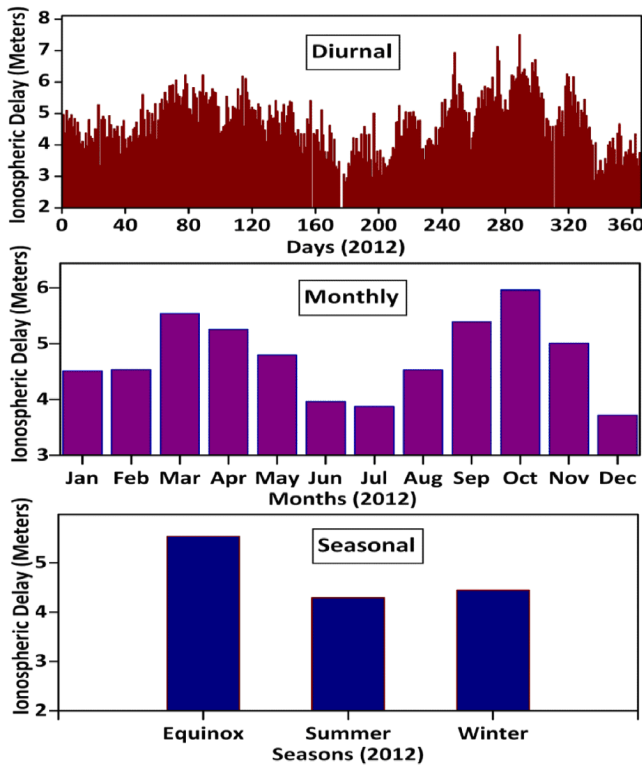 Ionospheric Delay (Meters)
8
7
6
5
4
3
2
Diurnal
0 40 80 120 160 200 240 280 320 360
Days (2012)
Ionospheric Delay (Meters)
6
5
4
3
Monthly
Jan Feb Mar Apr May Jun Jul Aug Sep Oct Nov Dec
Months (2012)
Ionospheric Delay (Meters)
5
4
3
2
Seasonal
Equinox Summer Winter
Seasons (2012)